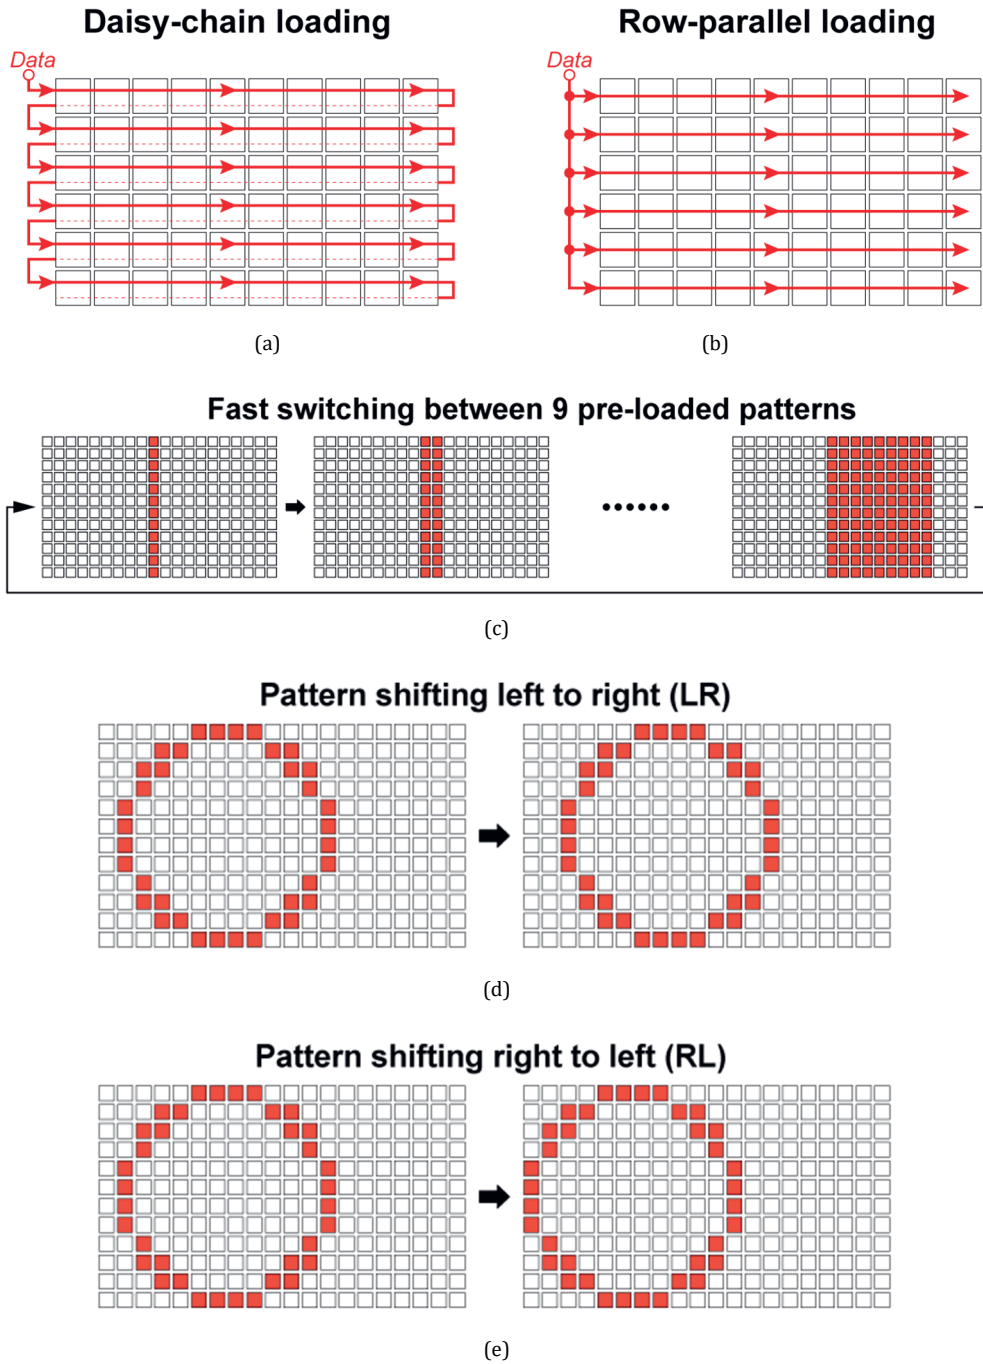 Daisy-chain loading
Row-parallel loading
Data
Data
(a)
(b)
Fast switching between 9 pre-loaded patterns
(c)
Pattern shifting left to right (LR)
(d)
Pattern shifting right to left (RL)
(e)